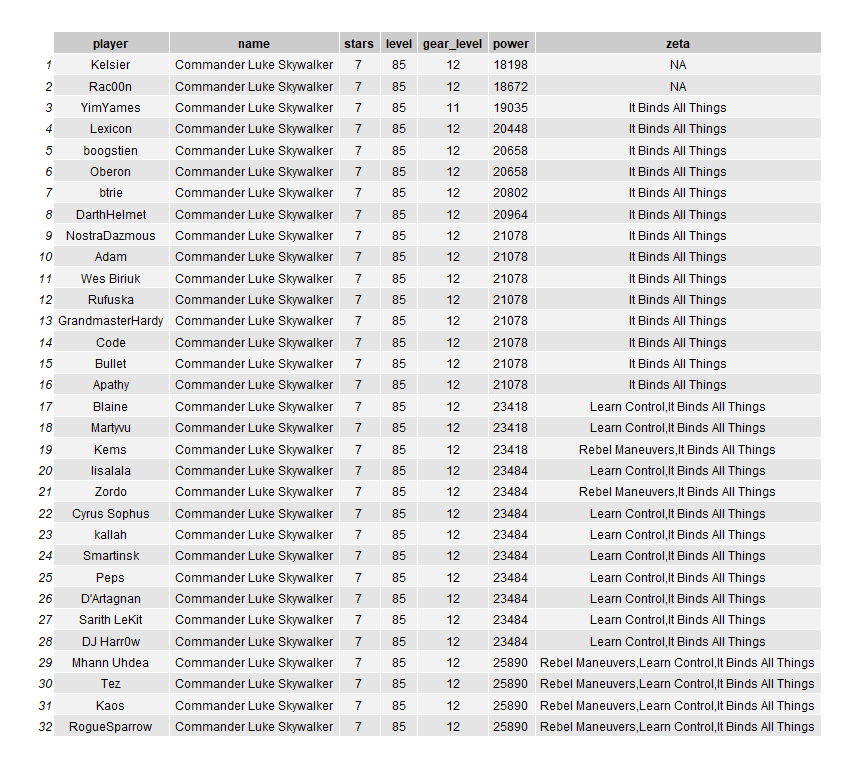 player name stars level gear_level power zeta
1 Kelsier Commander Luke Skywalker 7 85 12 18198 NA
2 Rac00n Commander Luke Skywalker 7 85 12 18672 NA
3 YimYames Commander Luke Skywalker 7 85 11 19035 It Binds All Things
4 Lexicon Commander Luke Skywalker 7 85 12 20448 It Binds All Things
5 boogstien Commander Luke Skywalker 7 85 12 20658 It Binds All Things
6 Oberon Commander Luke Skywalker 7 85 12 20658 It Binds All Things
7 btrie Commander Luke Skywalker 7 85 12 20802 It Binds All Things
8 DarthHelmet Commander Luke Skywalker 7 85 12 20964 It Binds All Things
9 NostraDazmous Commander Luke Skywalker 7 85 12 21078 It Binds All Things
10 Adam Commander Luke Skywalker 7 85 12 21078 It Binds All Things
11 Wes Biriuk Commander Luke Skywalker 7 85 12 21078 It Binds All Things
12 Rufuska Commander Luke Skywalker 7 85 12 21078 It Binds All Things
13 GrandmasterHardy Commander Luke Skywalker 7 85 12 21078 It Binds All Things
14 Code Commander Luke Skywalker 7 85 12 21078 It Binds All Things
15 Bullet Commander Luke Skywalker 7 85 12 21078 It Binds All Things
16 Apathy Commander Luke Skywalker 7 85 12 21078 It Binds All Things
17 Blaine Commander Luke Skywalker 7 85 12 23418 Learn Control,It Binds All Things
18 Martyvu Commander Luke Skywalker 7 85 12 23418 Learn Control,It Binds All Things
19 Kems Commander Luke Skywalker 7 85 12 23418 Rebel Maneuvers,It Binds All Things
20 lisalala Commander Luke Skywalker 7 85 12 23484 Learn Control,It Binds All Things
21 Zordo Commander Luke Skywalker 7 85 12 23484 Rebel Maneuvers,It Binds All Things
22 Cyrus Sophus Commander Luke Skywalker 7 85 12 23484 Learn Control,It Binds All Things
23 kallah Commander Luke Skywalker 7 85 12 23484 Learn Control,It Binds All Things
24 Smartinsk Commander Luke Skywalker 7 85 12 23484 Learn Control,It Binds All Things
25 Peps Commander Luke Skywalker 7 85 12 23484 Learn Control,It Binds All Things
26 D'Artagnan Commander Luke Skywalker 7 85 12 23484 Learn Control,It Binds All Things
27 Sarith LeKit Commander Luke Skywalker 7 85 12 23484 Learn Control,It Binds All Things
28 DJ Harr0w Commander Luke Skywalker 7 85 12 23484 Learn Control,It Binds All Things
29 Mhann Uhdea Commander Luke Skywalker 7 85 12 25890 Rebel Maneuvers,Learn Control,It Binds All Things
30 Tez Commander Luke Skywalker 7 85 12 25890 Rebel Maneuvers,Learn Control,It Binds All Things
31 Kaos Commander Luke Skywalker 7 85 12 25890 Rebel Maneuvers,Learn Control,It Binds All Things
32 RogueSparrow Commander Luke Skywalker 7 85 12 25890 Rebel Maneuvers,Learn Control,It Binds All Things